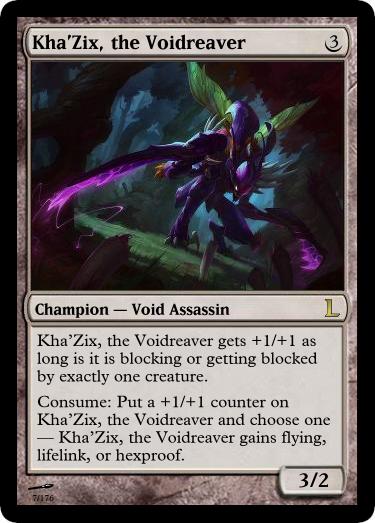 Kha'Zix, the Voidreaver 3
Champion — Void Assassin L
Kha'Zix, the Voidreaver gets +1/+1 as
long is it is blocking or getting blocked
by exactly one creature.
Consume: Put a +1/+1 counter on
Kha'Zix, the Voidreaver and choose one
— Kha'Zix, the Voidreaver gains flying,
lifelink, or hexproof.
3/2
7/176